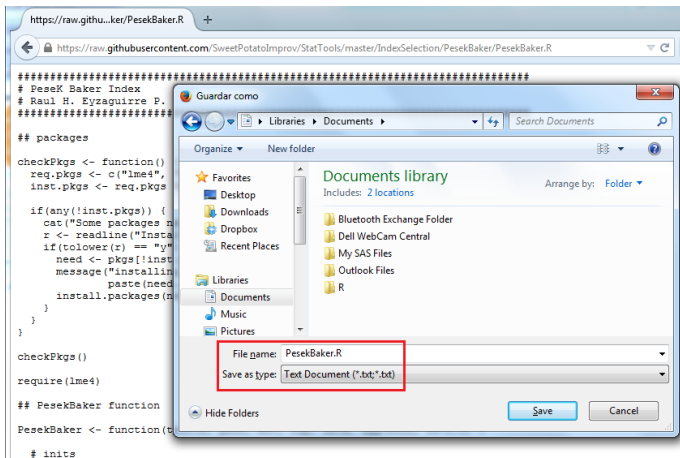 https://raw.githu...ker/PesekBaker.R
https://raw.githubusercontent.com/SweetPotatoImprov/StatTools/master/IndexSelection/PesekBaker/PesekBaker.R
###############################################################################
# PeseK Baker Index
# Raul H. Eyzaguirre P.
## packages
checkPkgs <- function()
req.pkgs <- c("lme4",
inst.pkgs <- req.pkgs
if(any(!inst.pkgs)) {
cat("Some packages n
r <- readline("Insta
if(tolower(r) == "y"
need <- pkgs[!inst
message("installin
paste(need
install.packages(n
}
}
}
checkPkgs()
require(lme4)
## PesekBaker function
PesekBaker <- function(t
# inits
Guardar como
Libraries
Documents
Search Documents
Organize
New folder
Favorites
Desktop
Downloads
Dropbox
Recent Places
Libraries
Documents
Music
Pictures
Documents library
Includes: 2 locations
Arrange by: Folder
Bluetooth Exchange Folder
Dell WebCam Central
My SAS Files
Outlook Files
R
File name: PesekBaker.R
Save as type: Text Document (*.txt;*.txt)
Hide Folders
Save
Cancel